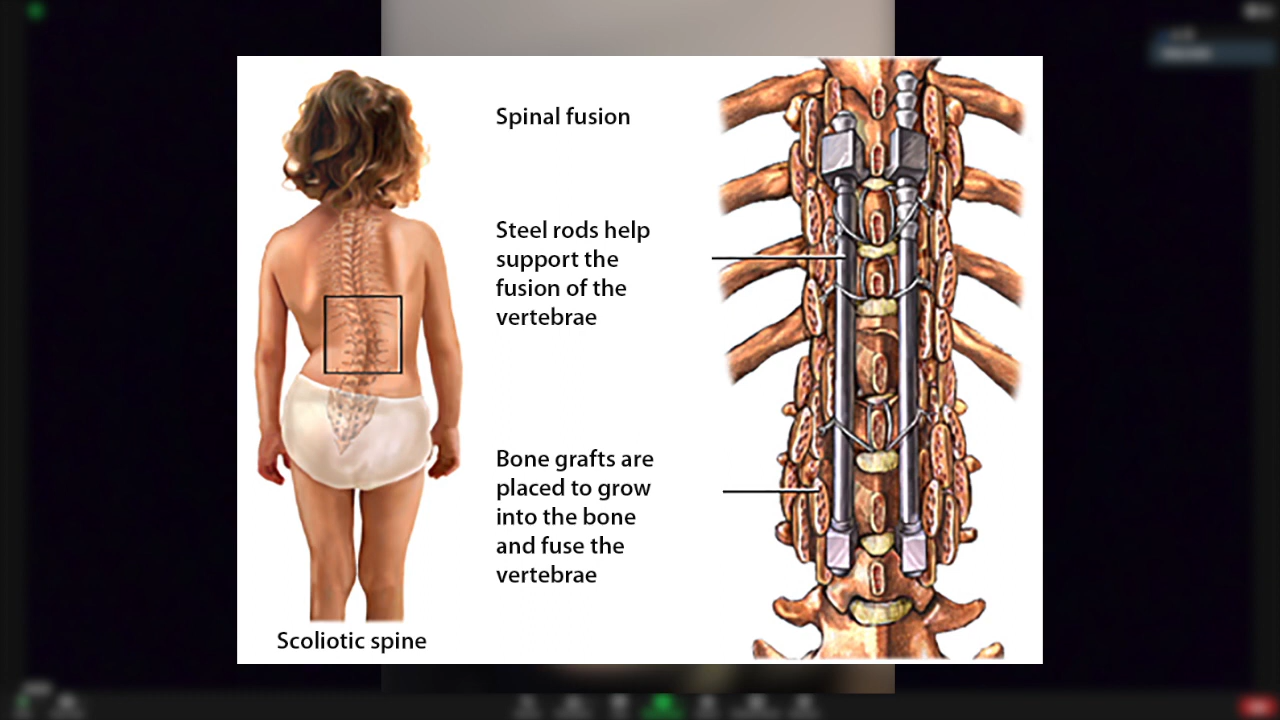 Spinal fusion
Steel rods help
support the
fusion of the
vertebrae
Bone grafts are
placed to grow
into the bone
and fuse the
vertebrae
Scoliotic spine